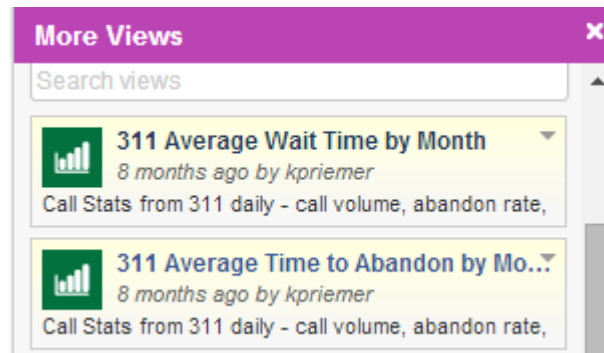 More Views
Search views
311 Average Wait Time by Month
8 months ago by kpriemer
Call Stats from 311 daily - call volume, abandon rate,
311 Average Time to Abandon by Mo...
8 months ago by kpriemer
Call Stats from 311 daily - call volume, abandon rate,